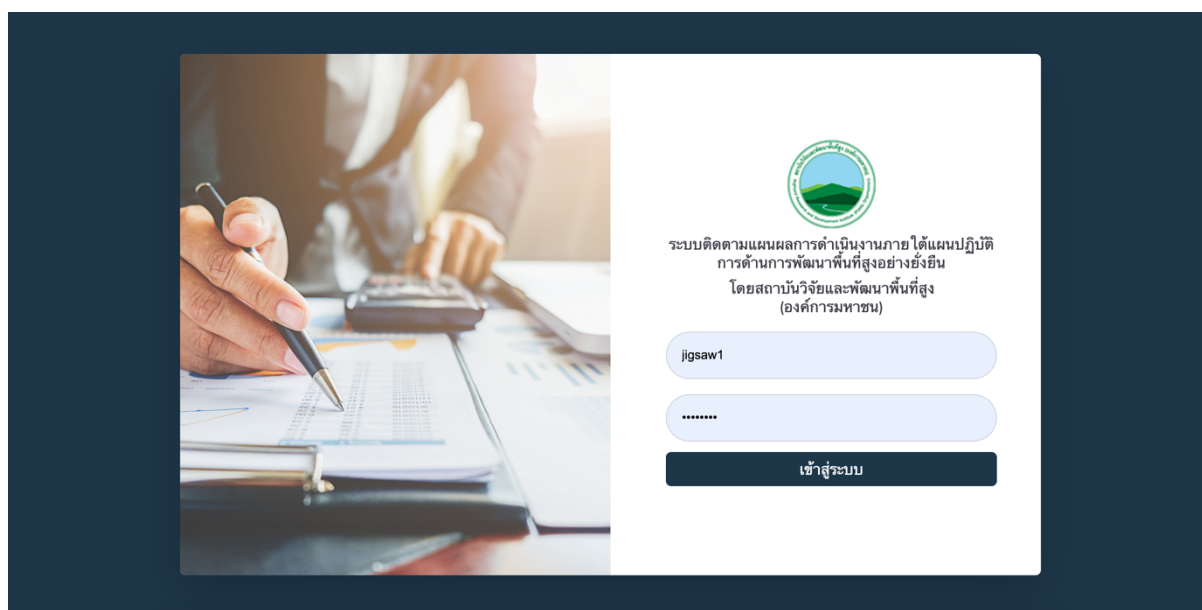 ระบบติดตามแผนผลการดำเนินงานภายใต้แผนปฏิบัติ
การด้านการพัฒนาพื้นที่สูงอย่างยั่งยืน
โดยสถาบันวิจัยและพัฒนาพื้นที่สูง
(องค์การมหาชน)
jigsaw1
••••••••
เข้าสู่ระบบ